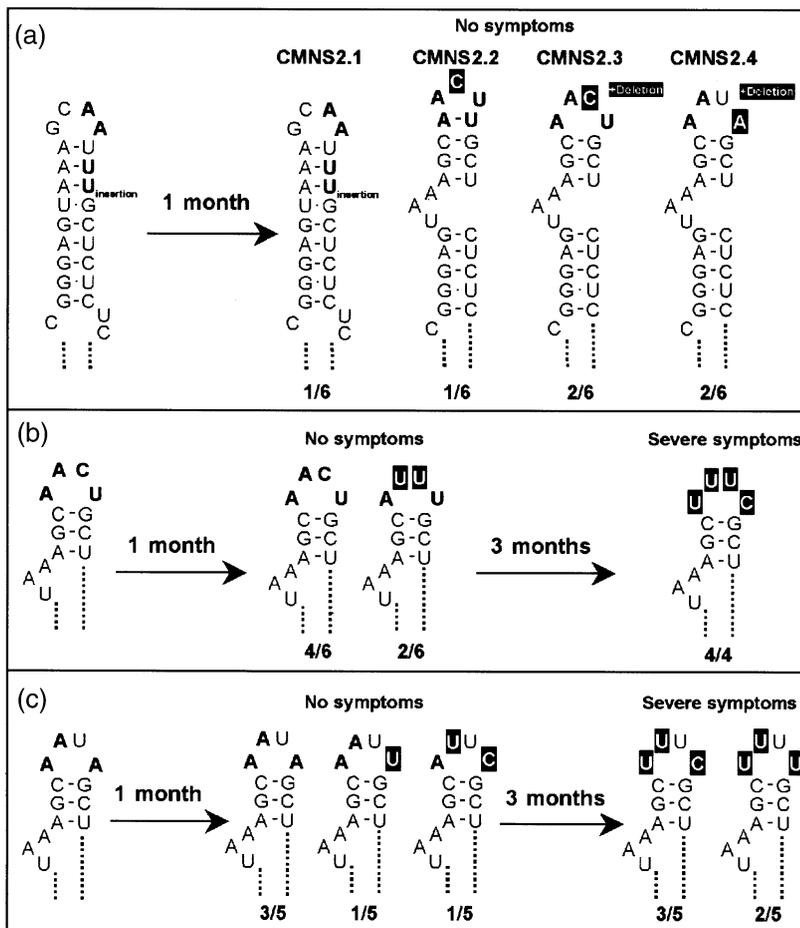 (a)
No symptoms
CMNS2.1 CMNS2.2 CMNS2.3 CMNS2.4
C A
G A
A-U
A-U
A-U insertion
U·G
G-C
A-U
G-C
G·U
G-C
C U
C
1 month
C A
G A
A-U
A-U
A-U insertion
U·G
G-C
A-U
G-C
G·U
G-C
C U
C
1/6
C
A U
A-U
C-G
G-C
A-U
A
A
U
G-C
A-U
G-C
G·U
G-C
C
1/6
A C +Deletion
A U
C-G
G-C
A-U
A
A
U
G-C
A-U
G-C
G·U
G-C
C
2/6
A U +Deletion
A A
C-G
G-C
A-U
A
A
U
G-C
A-U
G-C
G·U
G-C
C
2/6
(b)
No symptoms
Severe symptoms
A C
A U
C-G
G-C
A-U
A
A
U
1 month
A C
A U
C-G
G-C
A-U
A
A
U
4/6
U U
A U
C-G
G-C
A-U
A
A
U
2/6
3 months
U U
U C
C-G
G-C
A-U
A
A
U
4/4
(c)
No symptoms
Severe symptoms
A U
A A
C-G
G-C
A-U
A
A
U
1 month
A U
A A
C-G
G-C
A-U
A
A
U
3/5
A U
A U
C-G
G-C
A-U
A
A
U
1/5
U U
A C
C-G
G-C
A-U
A
A
U
1/5
3 months
U U
U C
C-G
G-C
A-U
A
A
U
3/5
U U
U U
C-G
G-C
A-U
A
A
U
2/5